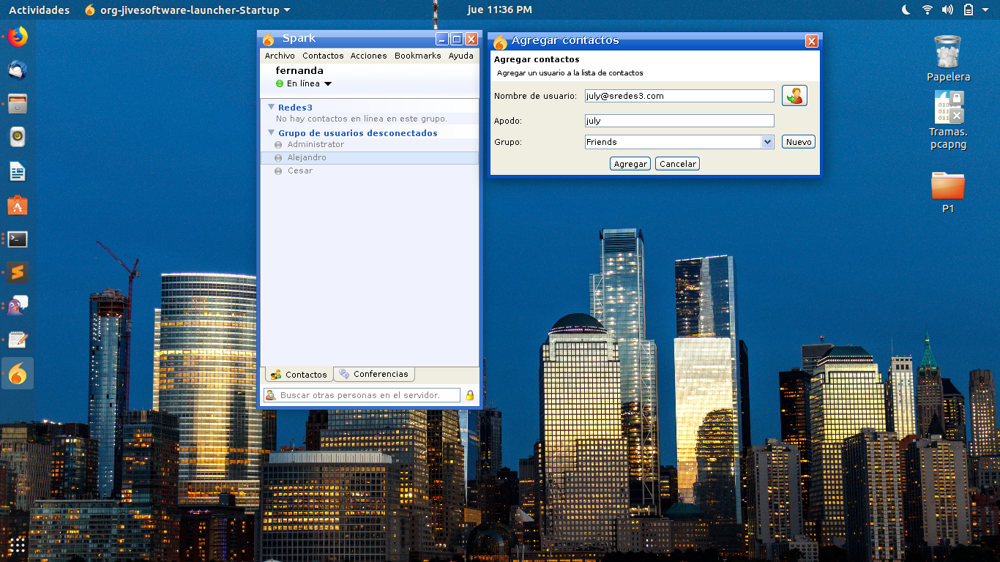 Actividades
org-jivesoftware-launcher-Startup
jue 11:36 PM
Spark
Archivo Contactos Acciones Bookmarks Ayuda
fernanda
En línea
Redes3
No hay contactos en línea en este grupo.
Grupo de usuarios desconectados
Administrator
Alejandro
Cesar
Contactos
Conferencias
Buscar otras personas en el servidor.
Agregar contactos
Agregar contactos
Agregar un usuario a la lista de contactos
Nombre de usuario: july@sredes3.com
Apodo: july
Grupo: Friends Nuevo
Agregar Cancelar
Papelera
Tramas.
pcapng
P1